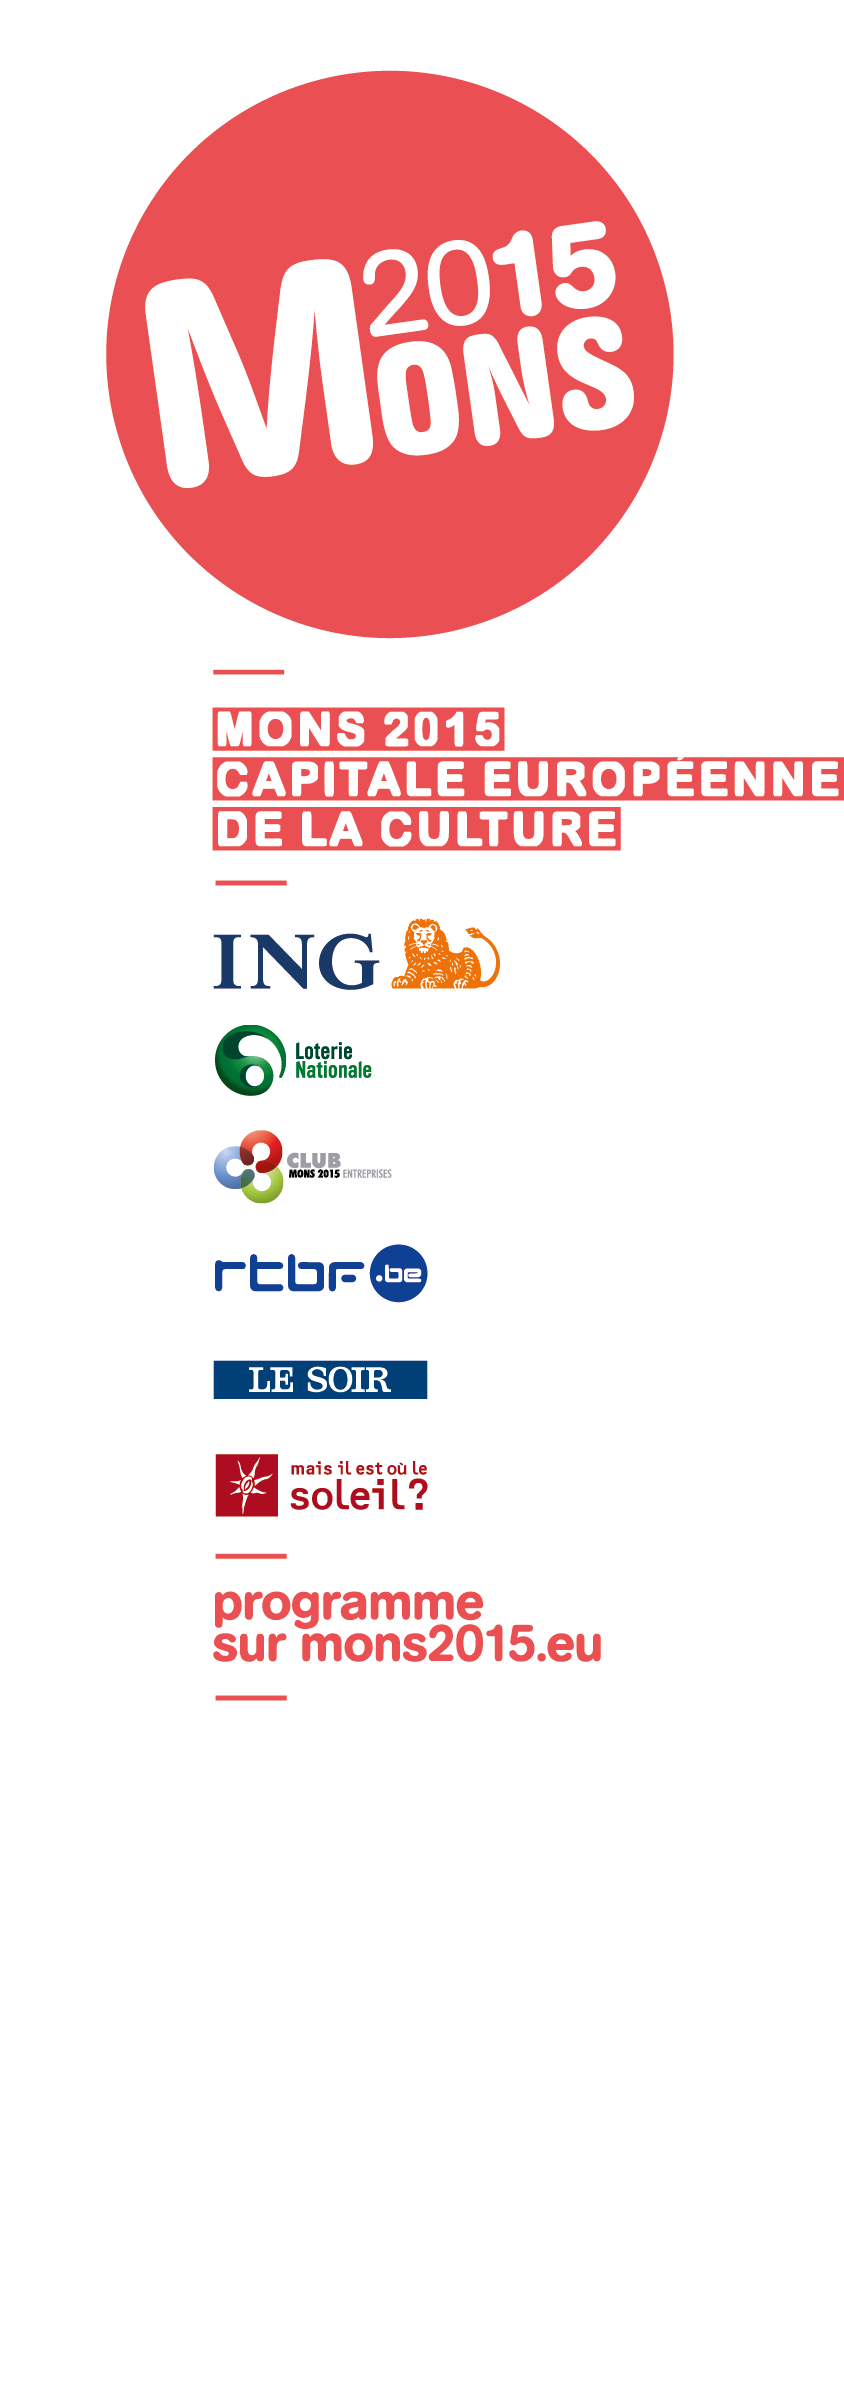 2015
MONS
MONS 2015
CAPITALE EUROPÉENNE
DE LA CULTURE
ING
Loterie
Nationale
CLUB
MONS 2015 ENTREPRISES
rtbf.be
LE SOIR
mais il est où le
soleil?
programme
sur mons2015.eu